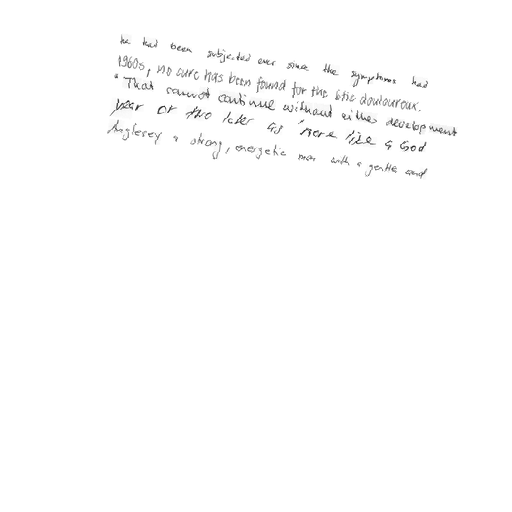 he had been subjected ever since the symptoms had
1960s, no cure has been found for the tic douloureux.
"That cannot continue without either development
year or two later as 'more like a God
Anglesey a strong, energetic man with a gentle and